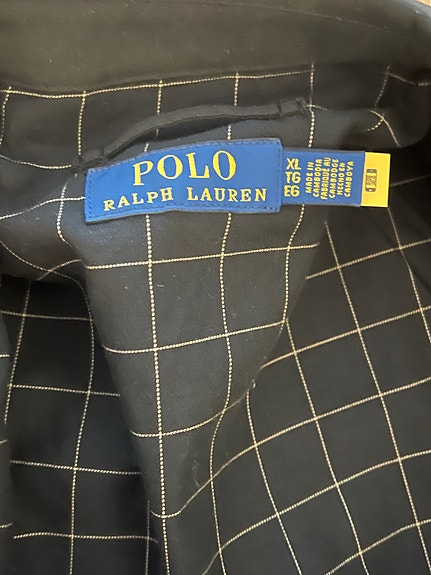 POLO
RALPH LAUREN
XL
TG
EG
MADE IN
CAMBODIA
FABRIQUÉ AU
CAMBODGE
HECHO EN
CAMBOYA